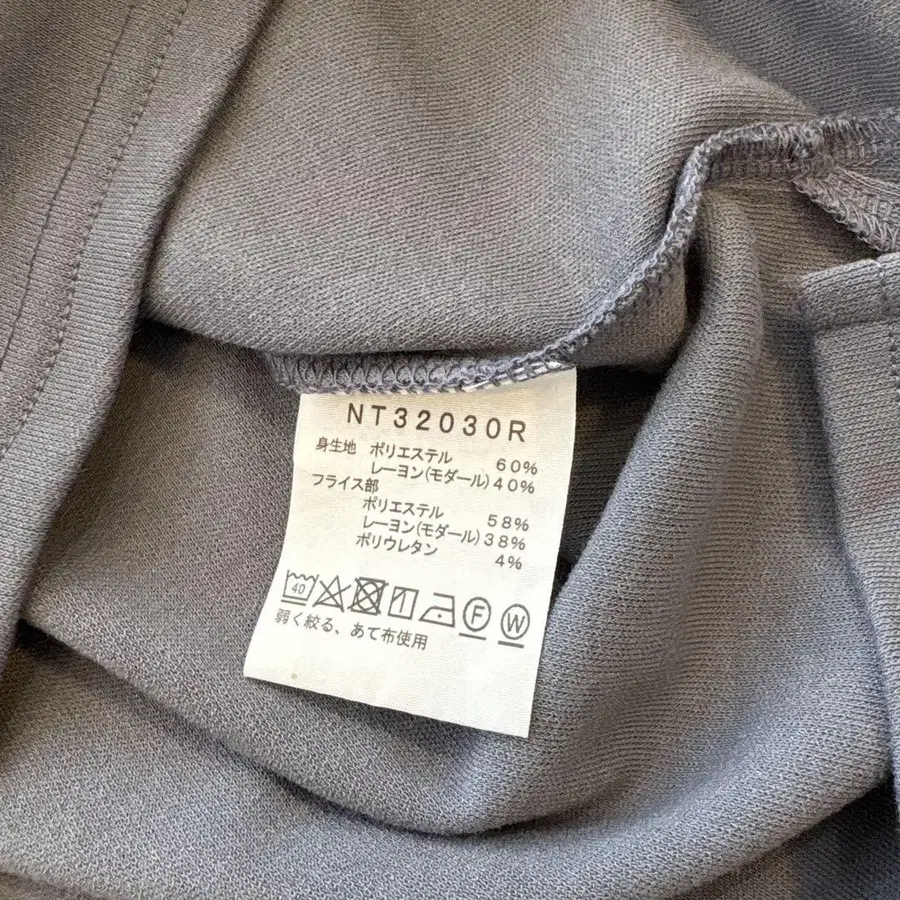 NT32030R
身生地 ポリエステル 60%
レーヨン(モダール)40%
フライス部
ポリエステル 58%
レーヨン(モダール)38%
ポリウレタン 4%
40 F W
弱く絞る、あて布使用